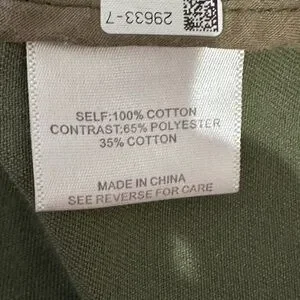 29633-7
SELF:100% COTTON
CONTRAST:65% POLYESTER
35% COTTON
MADE IN CHINA
SEE REVERSE FOR CARE